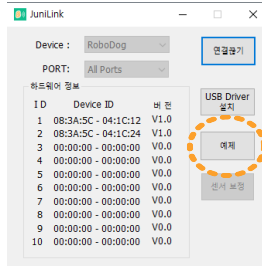 JuniLink
Device : RoboDog
연결끊기
PORT: All Ports
하드웨어 정보
I D Device ID 버 전
USB Driver
설치
1 08:3A:5C - 04:1C:12 V1.0
2 08:3A:5C - 04:1C:24 V1.0
3 00:00:00 - 00:00:00 V0.0
예제
4 00:00:00 - 00:00:00 V0.0
5 00:00:00 - 00:00:00 V0.0
6 00:00:00 - 00:00:00 V0.0
센서 보정
7 00:00:00 - 00:00:00 V0.0
8 00:00:00 - 00:00:00 V0.0
9 00:00:00 - 00:00:00 V0.0
10 00:00:00 - 00:00:00 V0.0